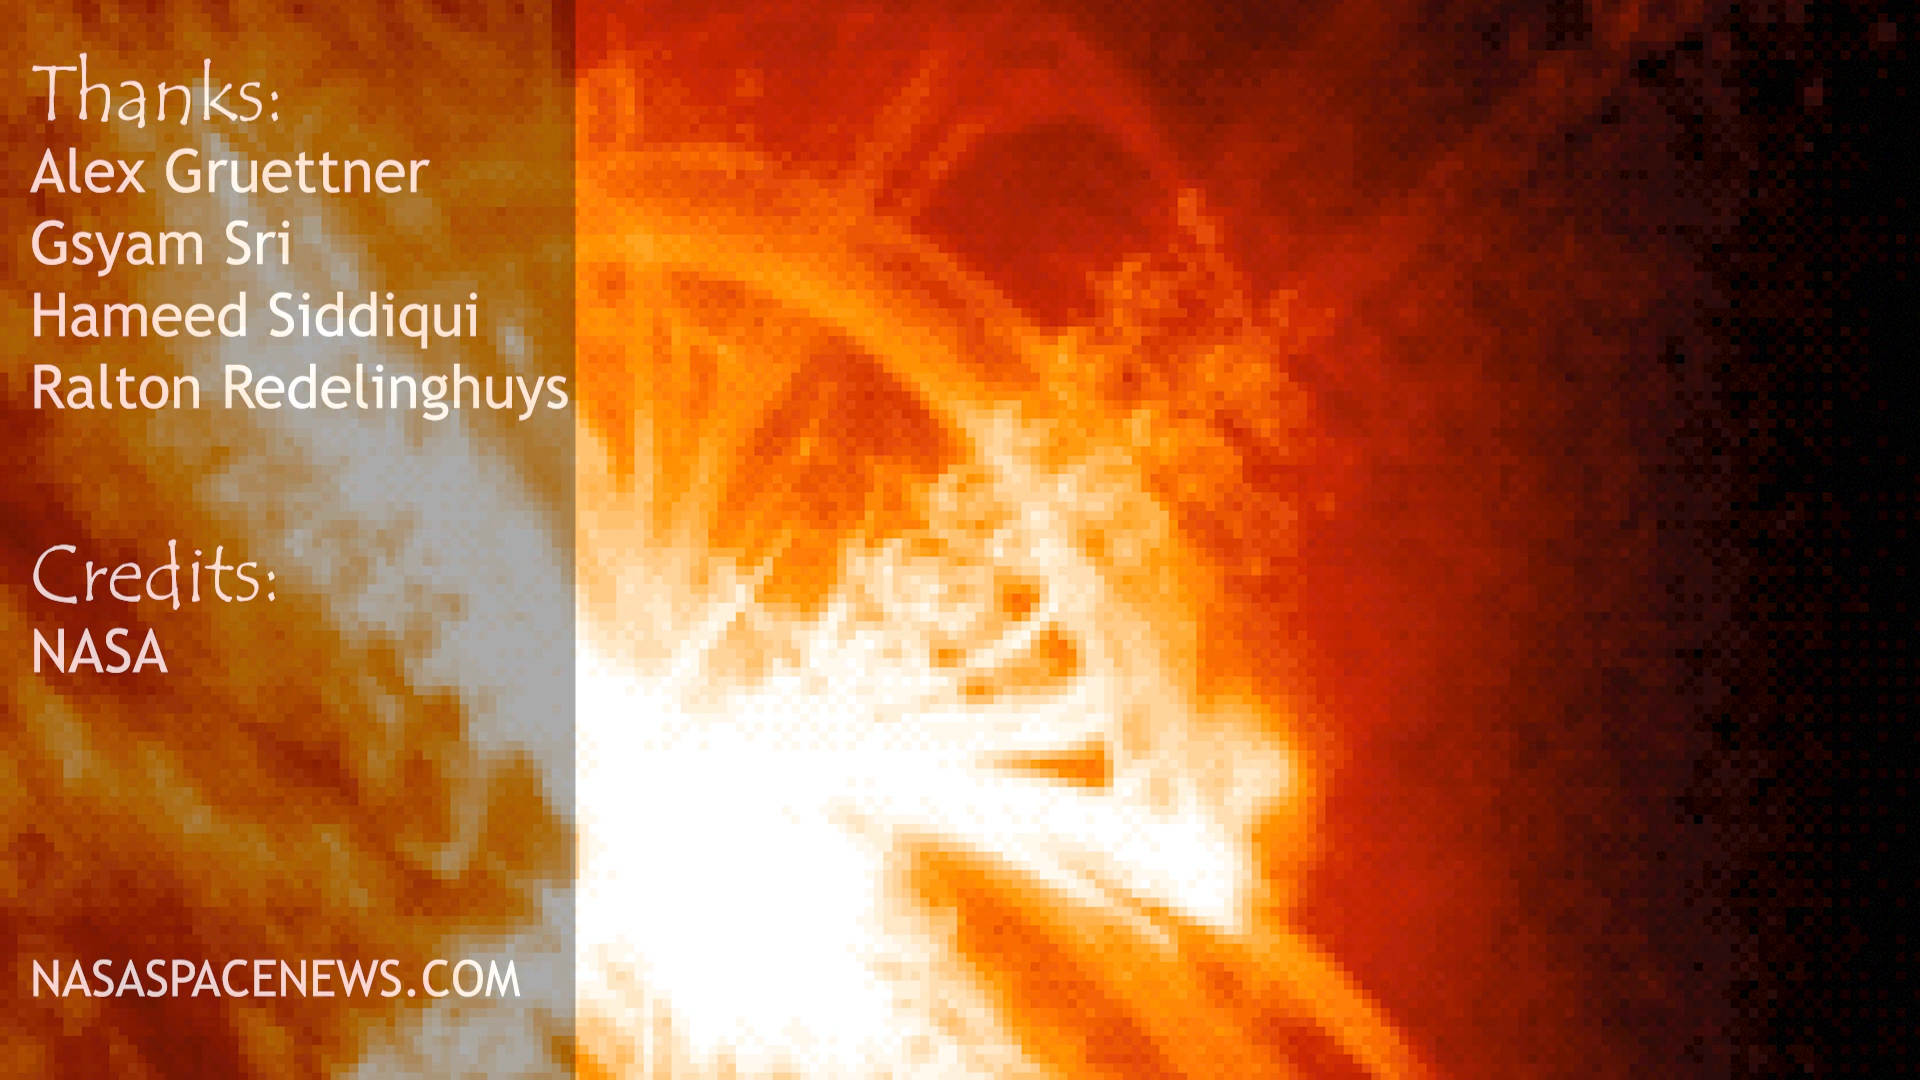 Thanks:
Alex Gruettner
Gsyam Sri
Hameed Siddiqui
Ralton Redelinghuys
Credits:
NASA
NASASPACENEWS.COM